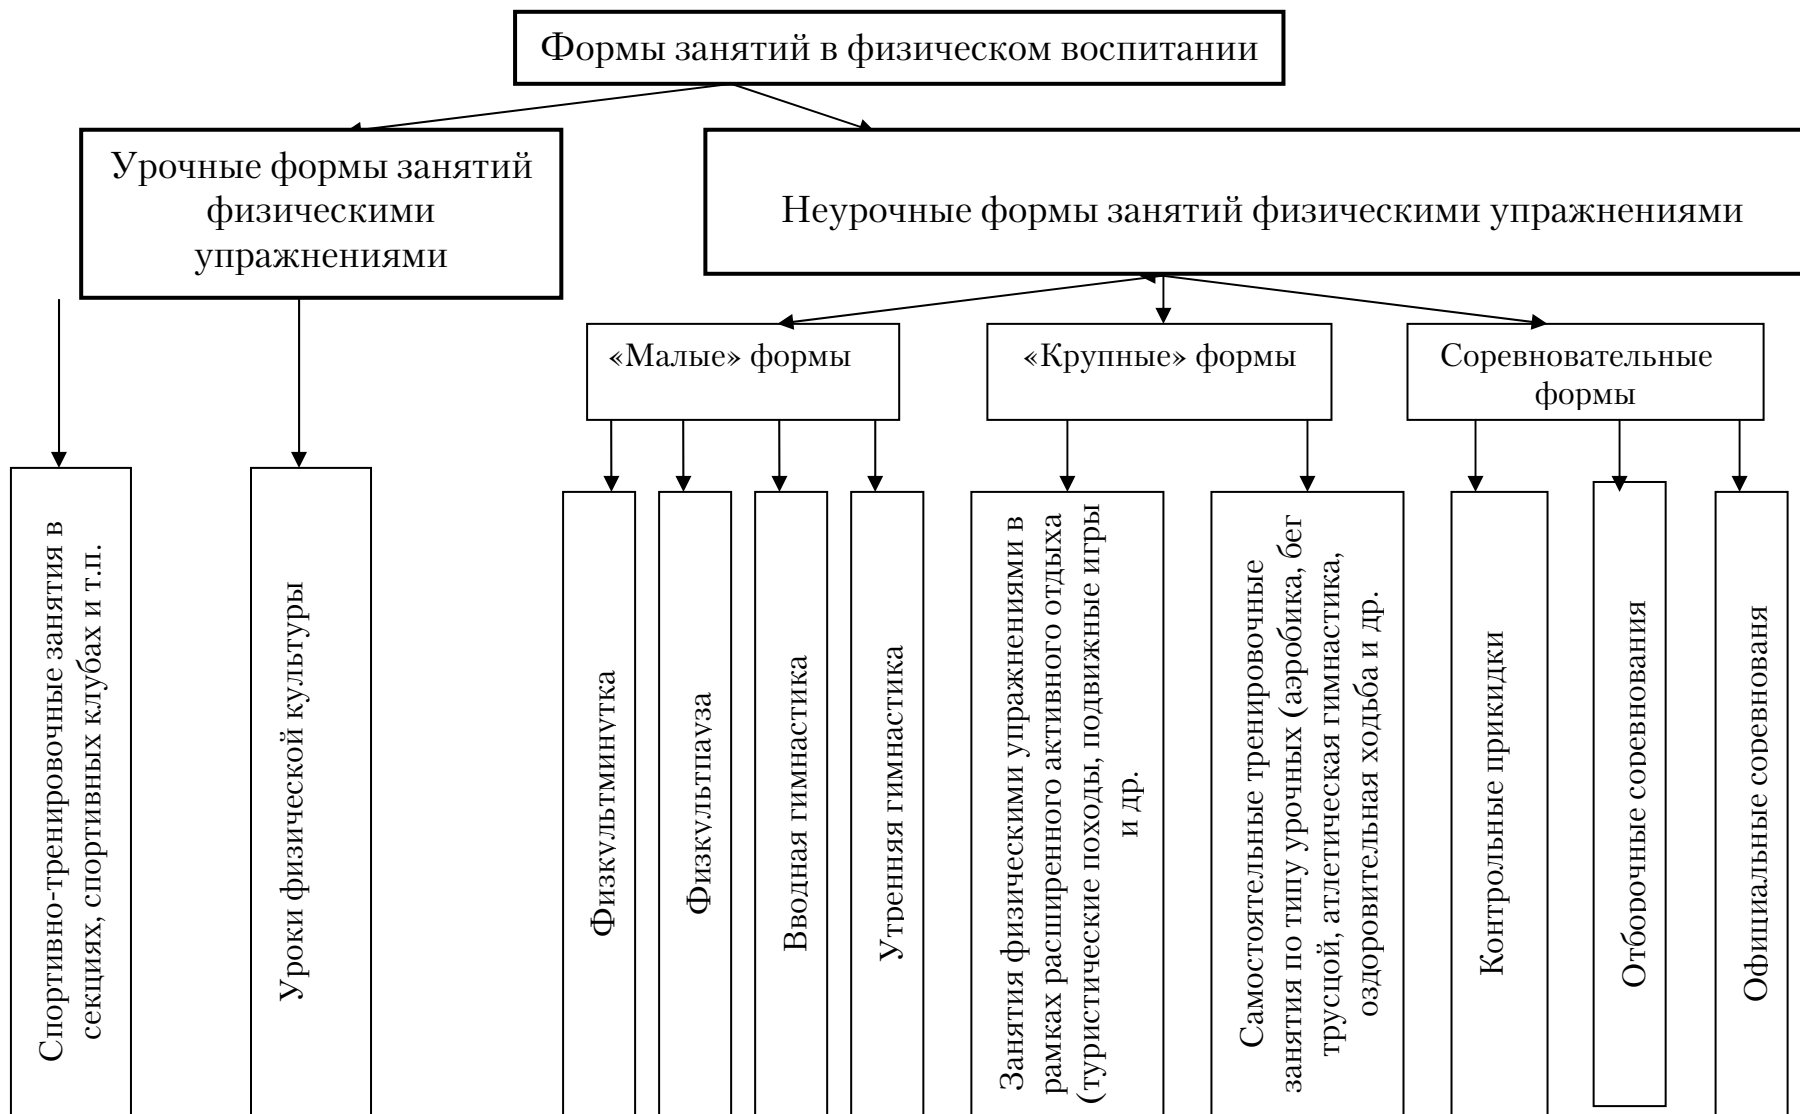 Формы занятий в физическом воспитании
Урочные формы занятий
физическими
упражнениями
Неурочные формы занятий физическими упражнениями
«Малые» формы
«Крупные» формы
Соревновательные
формы
Спортивно-тренировочные занятия в
секциях, спортивных клубах и т.п.
Уроки физической культуры
Физкультминутка
Физкультпауза
Вводная гимнастика
Утренняя гимнастика
Занятия физическими упражнениями в
рамках расширенного активного отдыха
(туристические походы, подвижные игры
и др.
Самостоятельные тренировочные
занятия по типу урочных (аэробика, бег
трусцой, атлетическая гимнастика,
оздоровительная ходьба и др.
Контрольные прикидки
Отборочные соревнования
Официальные соревнованя